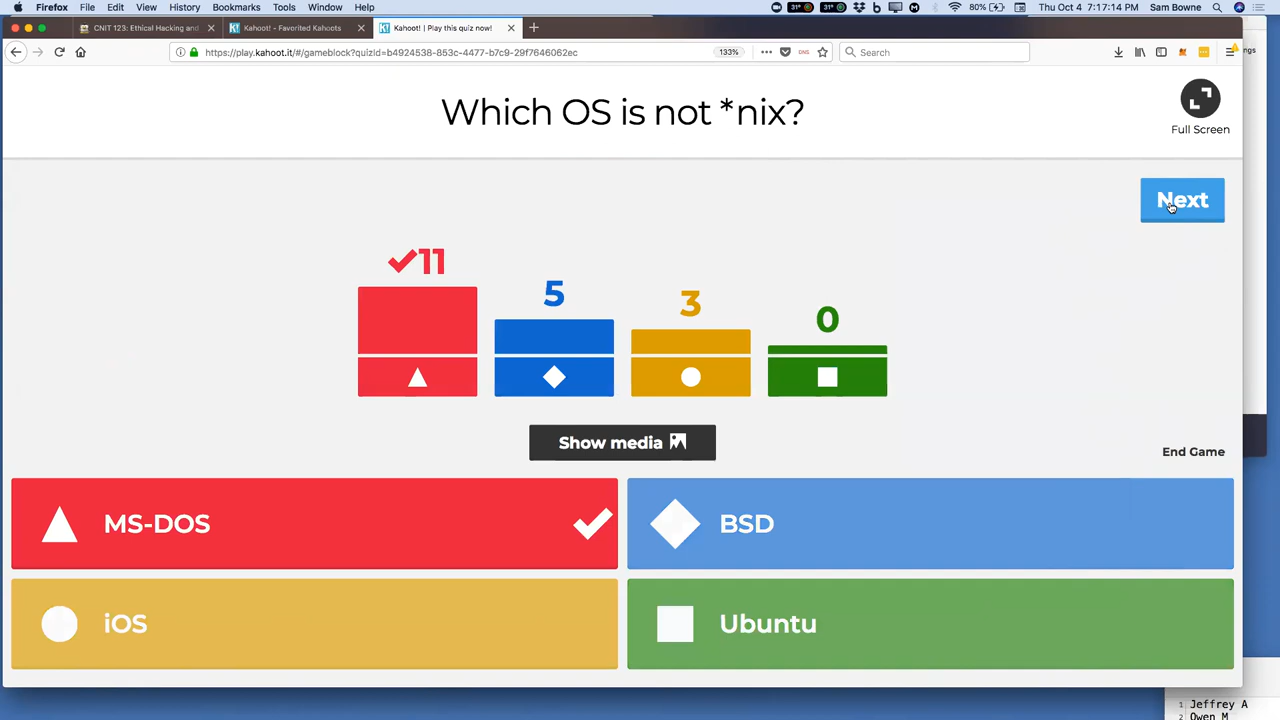 Firefox File Edit View History Bookmarks Tools Window Help 31° 31° 80% Thu Oct 4 7:17:14 PM Sam Bowne
CNIT 123: Ethical Hacking and Kahoot! - Favorited Kahoots Kahoot! | Play this quiz now!
https://play.kahoot.it/#/gameblock?quizId=b4924538-853c-4477-b7c9-29f7646062ec 133% Search
ngs
Which OS is not *nix?
Full Screen
Next
11
5
3
0
Show media
End Game
MS-DOS
BSD
iOS
Ubuntu
1 Jeffrey A
2 Owen M